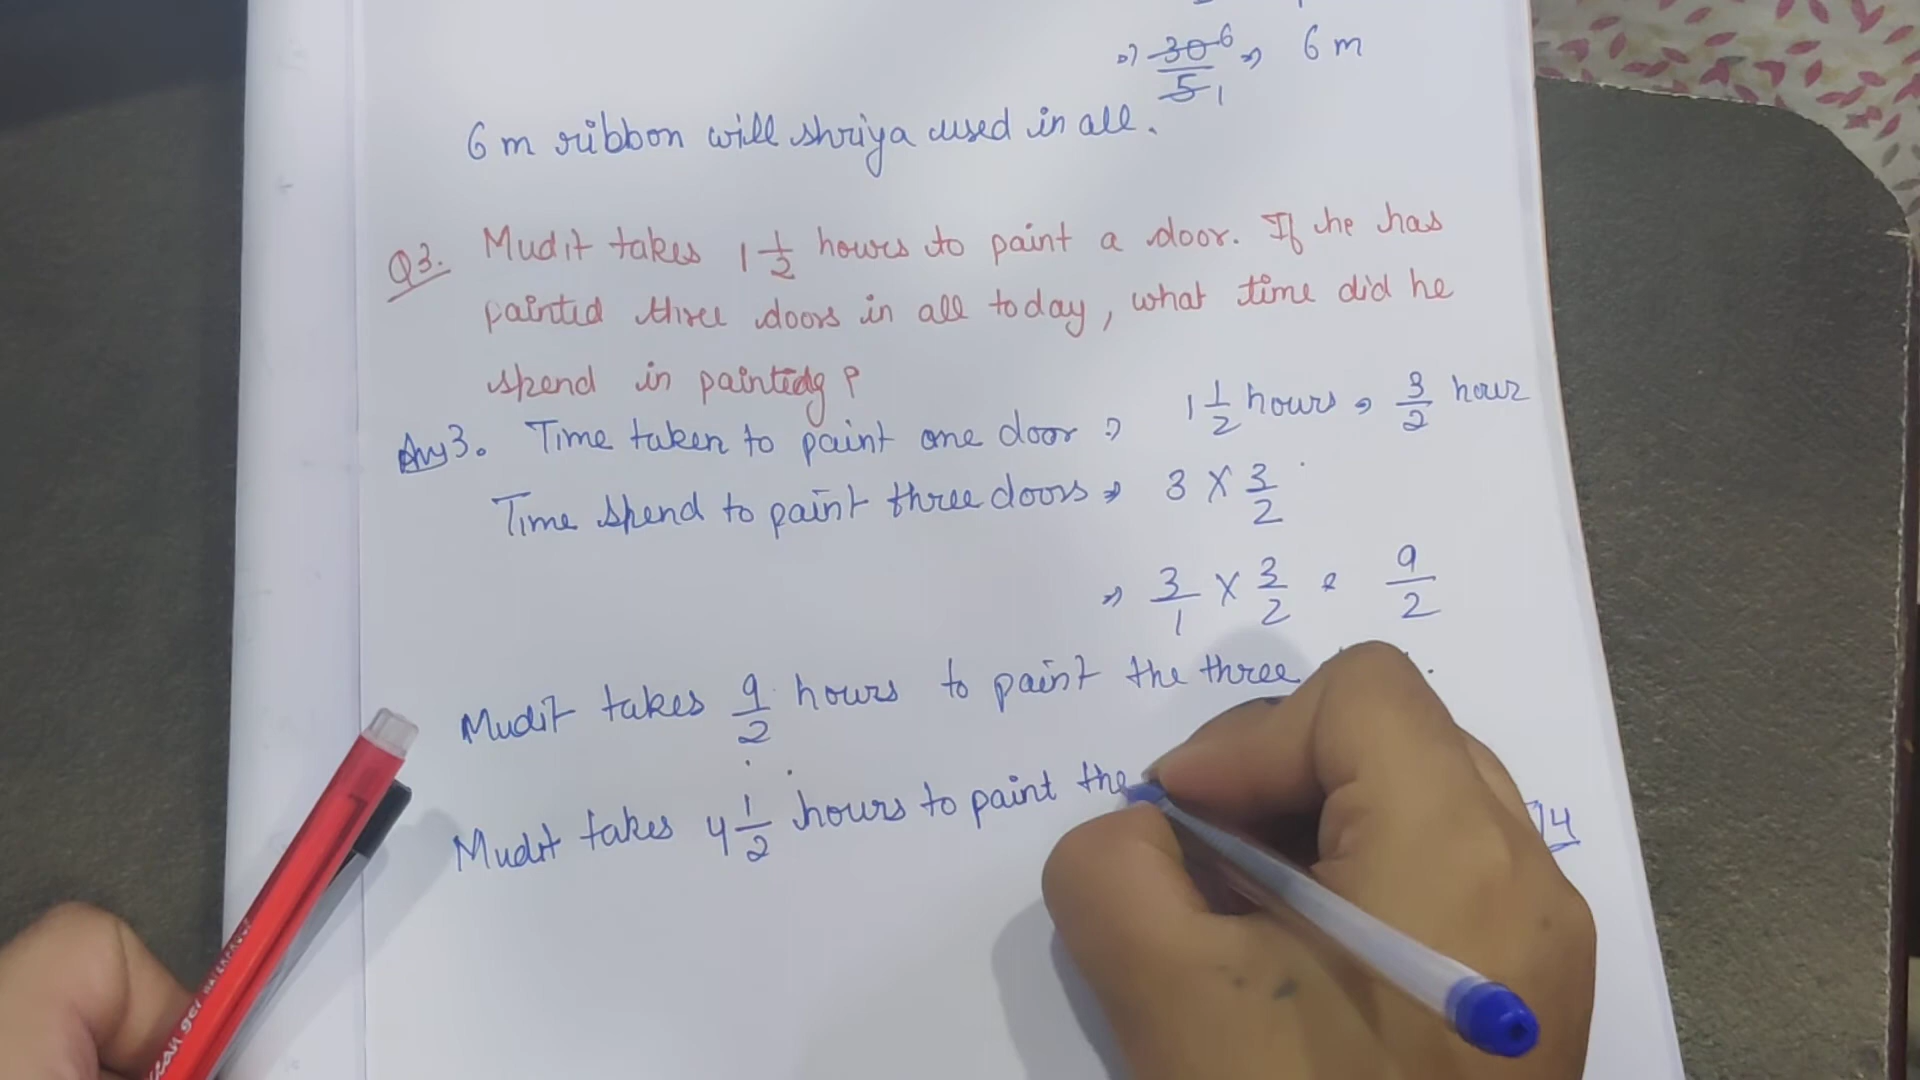 ⇒ 30 6 / 5 1 ⇒ 6 m
6 m ribbon will shriya used in all.
Q3. Mudit takes 1 1/2 hours to paint a door. If he has
painted three doors in all today, what time did he
spend in paintedg ?
Ans3. Time taken to paint one door ⇒ 1 1/2 hours ⇒ 3/2 hour
Time spend to paint three doors ⇒ 3 × 3/2
⇒ 3/1 × 3/2 = 9/2
Mudit takes 9/2 hours to paint the three
Mudit takes 4 1/2 hours to paint the